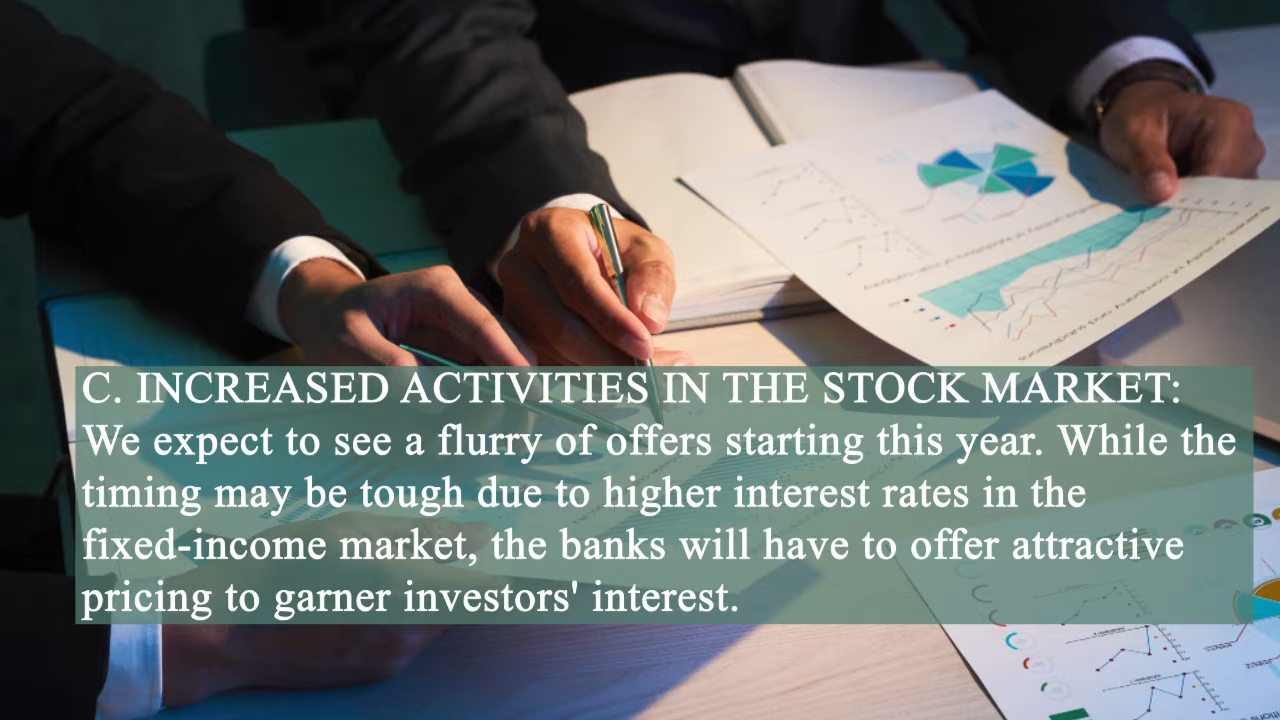 C. INCREASED ACTIVITIES IN THE STOCK MARKET:
We expect to see a flurry of offers starting this year. While the
timing may be tough due to higher interest rates in the
fixed-income market, the banks will have to offer attractive
pricing to garner investors' interest.